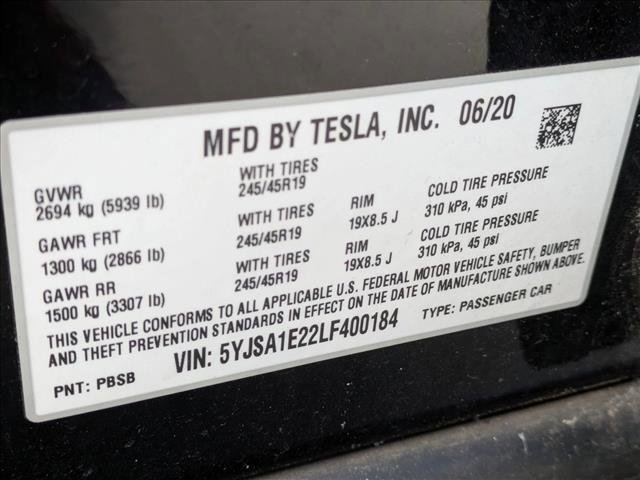 MFD BY TESLA, INC. 06/20
GVWR WITH TIRES
2694 kg (5939 lb) 245/45R19
GAWR FRT WITH TIRES RIM COLD TIRE PRESSURE
1300 kg (2866 lb) 245/45R19 19X8.5 J 310 kPa, 45 psi
GAWR RR WITH TIRES RIM COLD TIRE PRESSURE
1500 kg (3307 lb) 245/45R19 19X8.5 J 310 kPa, 45 psi
THIS VEHICLE CONFORMS TO ALL APPLICABLE U.S. FEDERAL MOTOR VEHICLE SAFETY, BUMPER
AND THEFT PREVENTION STANDARDS IN EFFECT ON THE DATE OF MANUFACTURE SHOWN ABOVE.
VIN: 5YJSA1E22LF400184 TYPE: PASSENGER CAR
PNT: PBSB